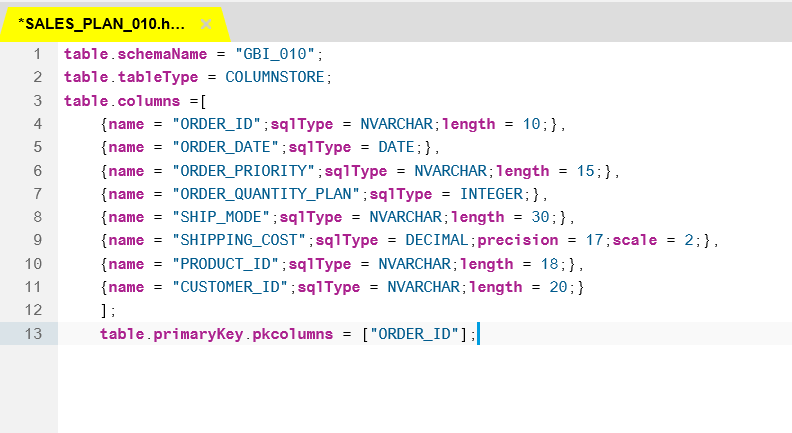 *SALES_PLAN_010.h... ×
1 table.schemaName = "GBI_010";
2 table.tableType = COLUMNSTORE;
3 table.columns =[
4 {name = "ORDER_ID";sqlType = NVARCHAR;length = 10;},
5 {name = "ORDER_DATE";sqlType = DATE;},
6 {name = "ORDER_PRIORITY";sqlType = NVARCHAR;length = 15;},
7 {name = "ORDER_QUANTITY_PLAN";sqlType = INTEGER;},
8 {name = "SHIP_MODE";sqlType = NVARCHAR;length = 30;},
9 {name = "SHIPPING_COST";sqlType = DECIMAL;precision = 17;scale = 2;},
10 {name = "PRODUCT_ID";sqlType = NVARCHAR;length = 18;},
11 {name = "CUSTOMER_ID";sqlType = NVARCHAR;length = 20;}
12 ];
13 table.primaryKey.pkcolumns = ["ORDER_ID"];